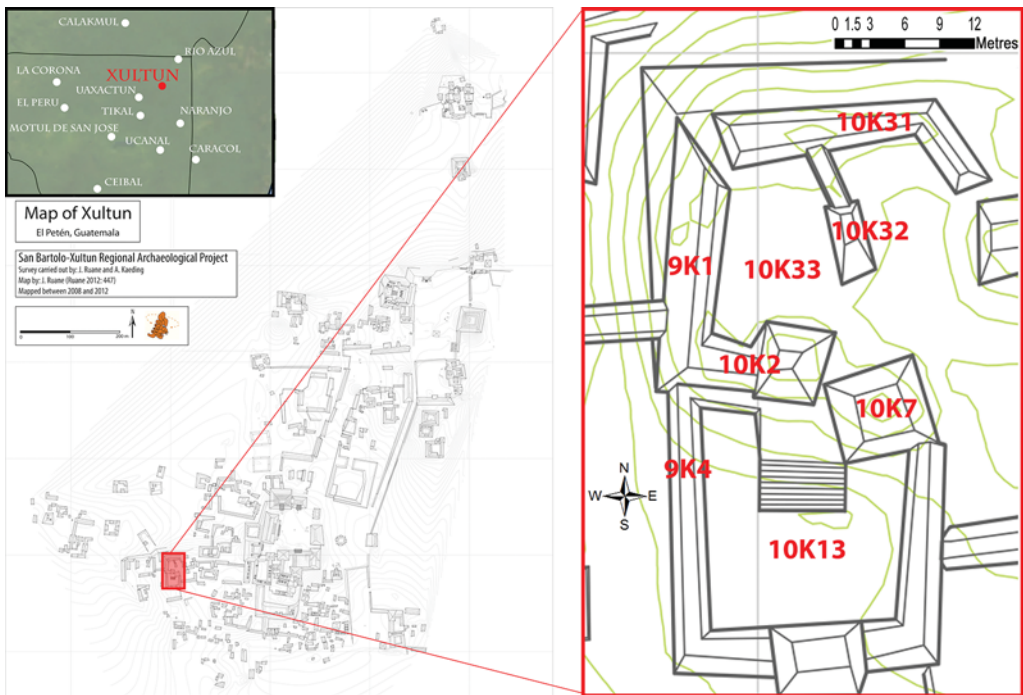 CALAKMUL
RIO AZUL
LA CORONA
XULTUN
UAXACTUN
EL PERU
TIKAL
NARANJO
MOTUL DE SAN JOSE
UCANAL
CARACOL
CEIBAL
Map of Xultun
El Petén, Guatemala
San Bartolo-Xultun Regional Archaeological Project
Survey carried out by: J. Ruane and A. Kaeding
Map by: J. Ruane (Ruane 2012: 447)
Mapped between 2008 and 2012
N
0 100 200 m
0 1.5 3 6 9 12
Metres
10K31
10K32
9K1
10K33
10K2
10K7
9K4
N
W E
S
10K13